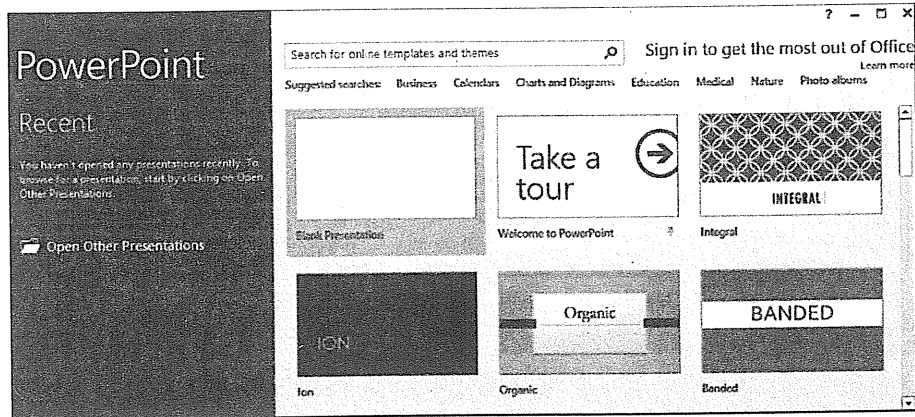 ? – □ ×
PowerPoint
Search for online templates and themes
Sign in to get the most out of Office
Learn more
Suggested searches: Business Calendars Charts and Diagrams Education Medical Nature Photo albums
Recent
You haven't opened any presentations recently. To
browse for a presentation, start by clicking on Open
Other Presentations.
Open Other Presentations
Take a
tour
INTEGRAL
Blank Presentation
Welcome to PowerPoint
Integral
ION
Organic
BANDED
Ion
Organic
Banded